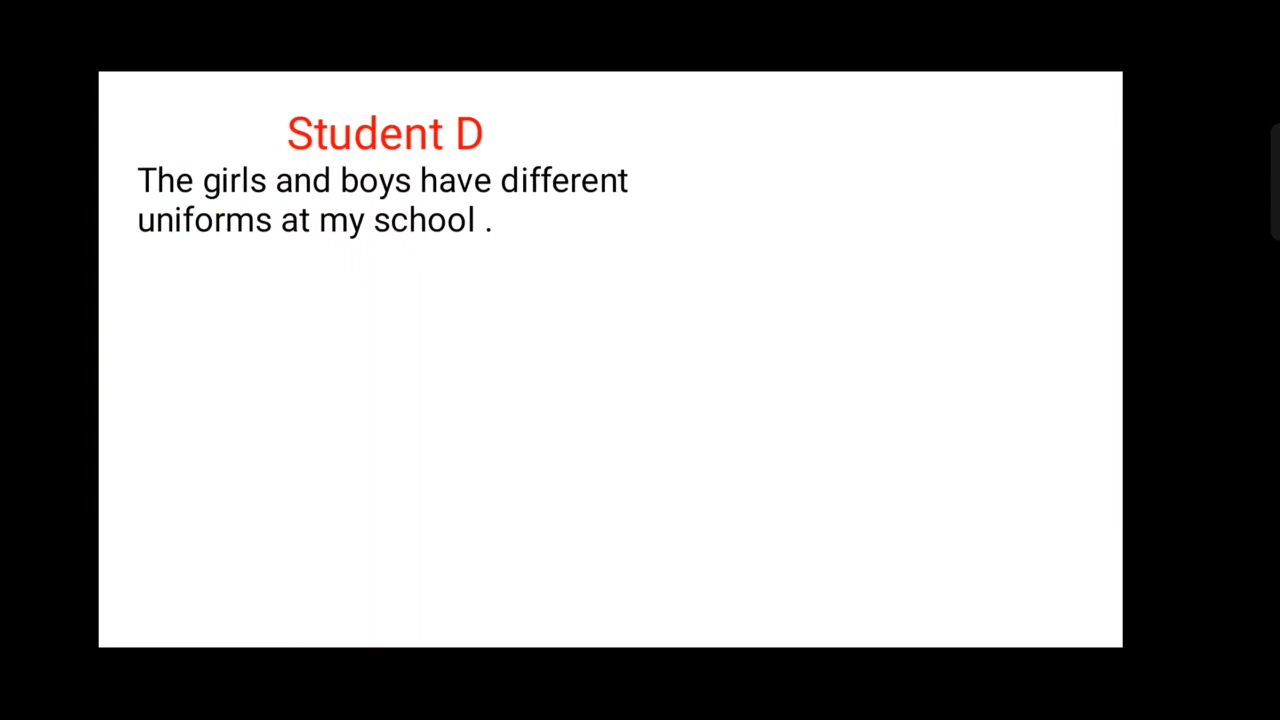 Student D
The girls and boys have different
uniforms at my school .